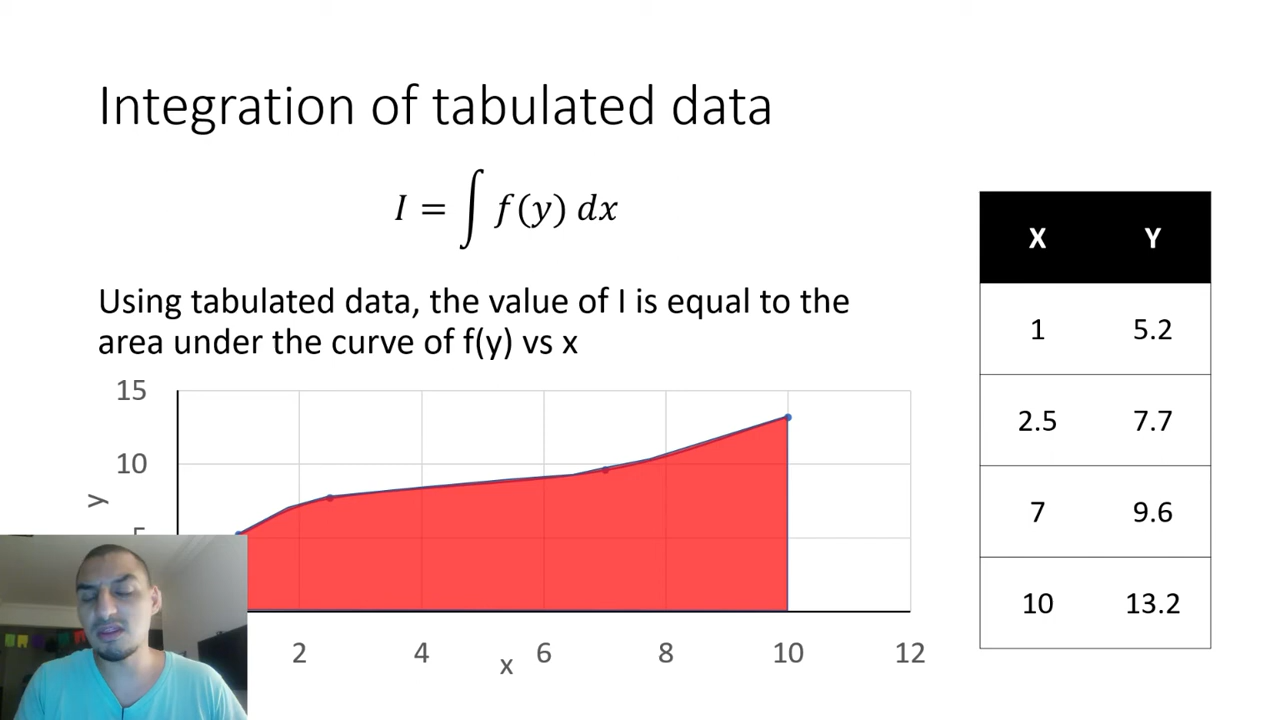 Integration of tabulated data
I = ∫ f(y) dx
Using tabulated data, the value of I is equal to the
area under the curve of f(y) vs x
15
10
5
y
2 4 6 8 10 12
x
X Y
1 5.2
2.5 7.7
7 9.6
10 13.2